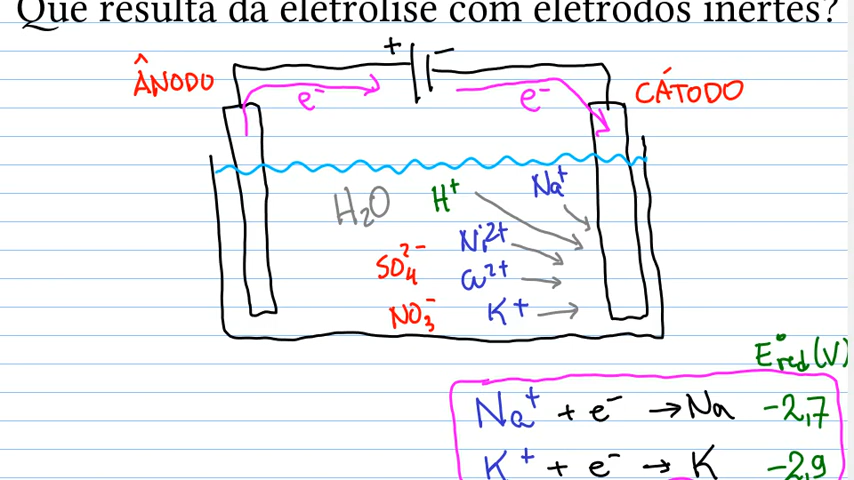 Que resulta da eletrólise com eletrodos inertes?
+ −
ÂNODO e⁻ e⁻ CÁTODO
H₂O H⁺ Na⁺
Ni²⁺
SO₄²⁻ Cu²⁺
NO₃⁻ K⁺
E°red (V)
Na⁺ + e⁻ → Na −2,7
K⁺ + e⁻ → K −2,9